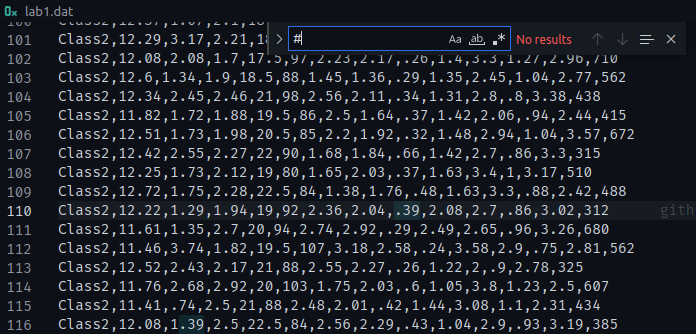 lab1.dat
# Aa ab .* No results
101 Class2,12.29,3.17,2.21,18
102 Class2,12.08,2.08,1.7,17.5,97,2.23,2.17,.26,1.4,3.3,1.27,2.96,710
103 Class2,12.6,1.34,1.9,18.5,88,1.45,1.36,.29,1.35,2.45,1.04,2.77,562
104 Class2,12.34,2.45,2.46,21,98,2.56,2.11,.34,1.31,2.8,.8,3.38,438
105 Class2,11.82,1.72,1.88,19.5,86,2.5,1.64,.37,1.42,2.06,.94,2.44,415
106 Class2,12.51,1.73,1.98,20.5,85,2.2,1.92,.32,1.48,2.94,1.04,3.57,672
107 Class2,12.42,2.55,2.27,22,90,1.68,1.84,.66,1.42,2.7,.86,3.3,315
108 Class2,12.25,1.73,2.12,19,80,1.65,2.03,.37,1.63,3.4,1,3.17,510
109 Class2,12.72,1.75,2.28,22.5,84,1.38,1.76,.48,1.63,3.3,.88,2.42,488
110 Class2,12.22,1.29,1.94,19,92,2.36,2.04,.39,2.08,2.7,.86,3.02,312 gith
111 Class2,11.61,1.35,2.7,20,94,2.74,2.92,.29,2.49,2.65,.96,3.26,680
112 Class2,11.46,3.74,1.82,19.5,107,3.18,2.58,.24,3.58,2.9,.75,2.81,562
113 Class2,12.52,2.43,2.17,21,88,2.55,2.27,.26,1.22,2,.9,2.78,325
114 Class2,11.76,2.68,2.92,20,103,1.75,2.03,.6,1.05,3.8,1.23,2.5,607
115 Class2,11.41,.74,2.5,21,88,2.48,2.01,.42,1.44,3.08,1.1,2.31,434
116 Class2,12.08,1.39,2.5,22.5,84,2.56,2.29,.43,1.04,2.9,.93,3.19,385